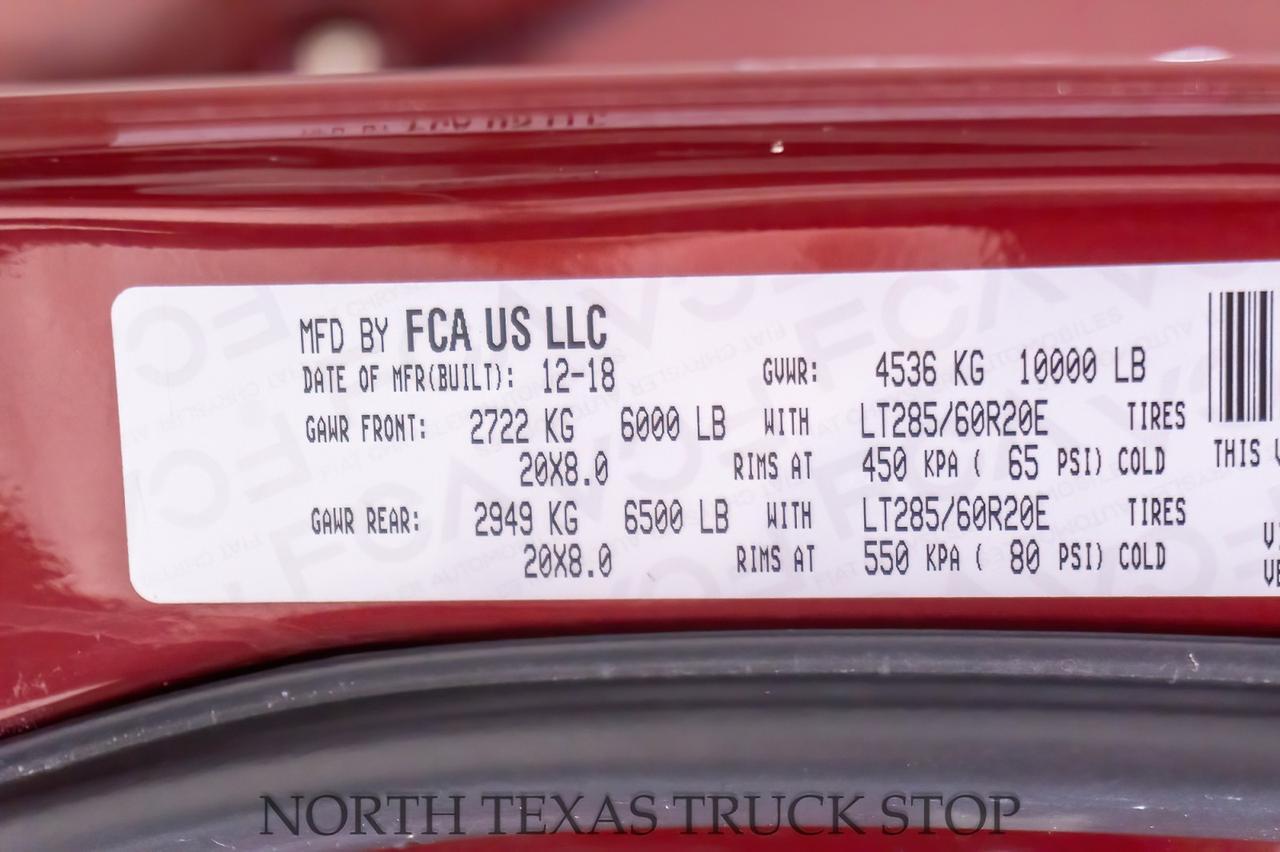 MFD BY FCA US LLC
DATE OF MFR(BUILT): 12-18 GVWR: 4536 KG 10000 LB
GAWR FRONT: 2722 KG 6000 LB WITH LT285/60R20E TIRES
20X8.0 RIMS AT 450 KPA ( 65 PSI) COLD
GAWR REAR: 2949 KG 6500 LB WITH LT285/60R20E TIRES
20X8.0 RIMS AT 550 KPA ( 80 PSI) COLD
THIS
NORTH TEXAS TRUCK STOP